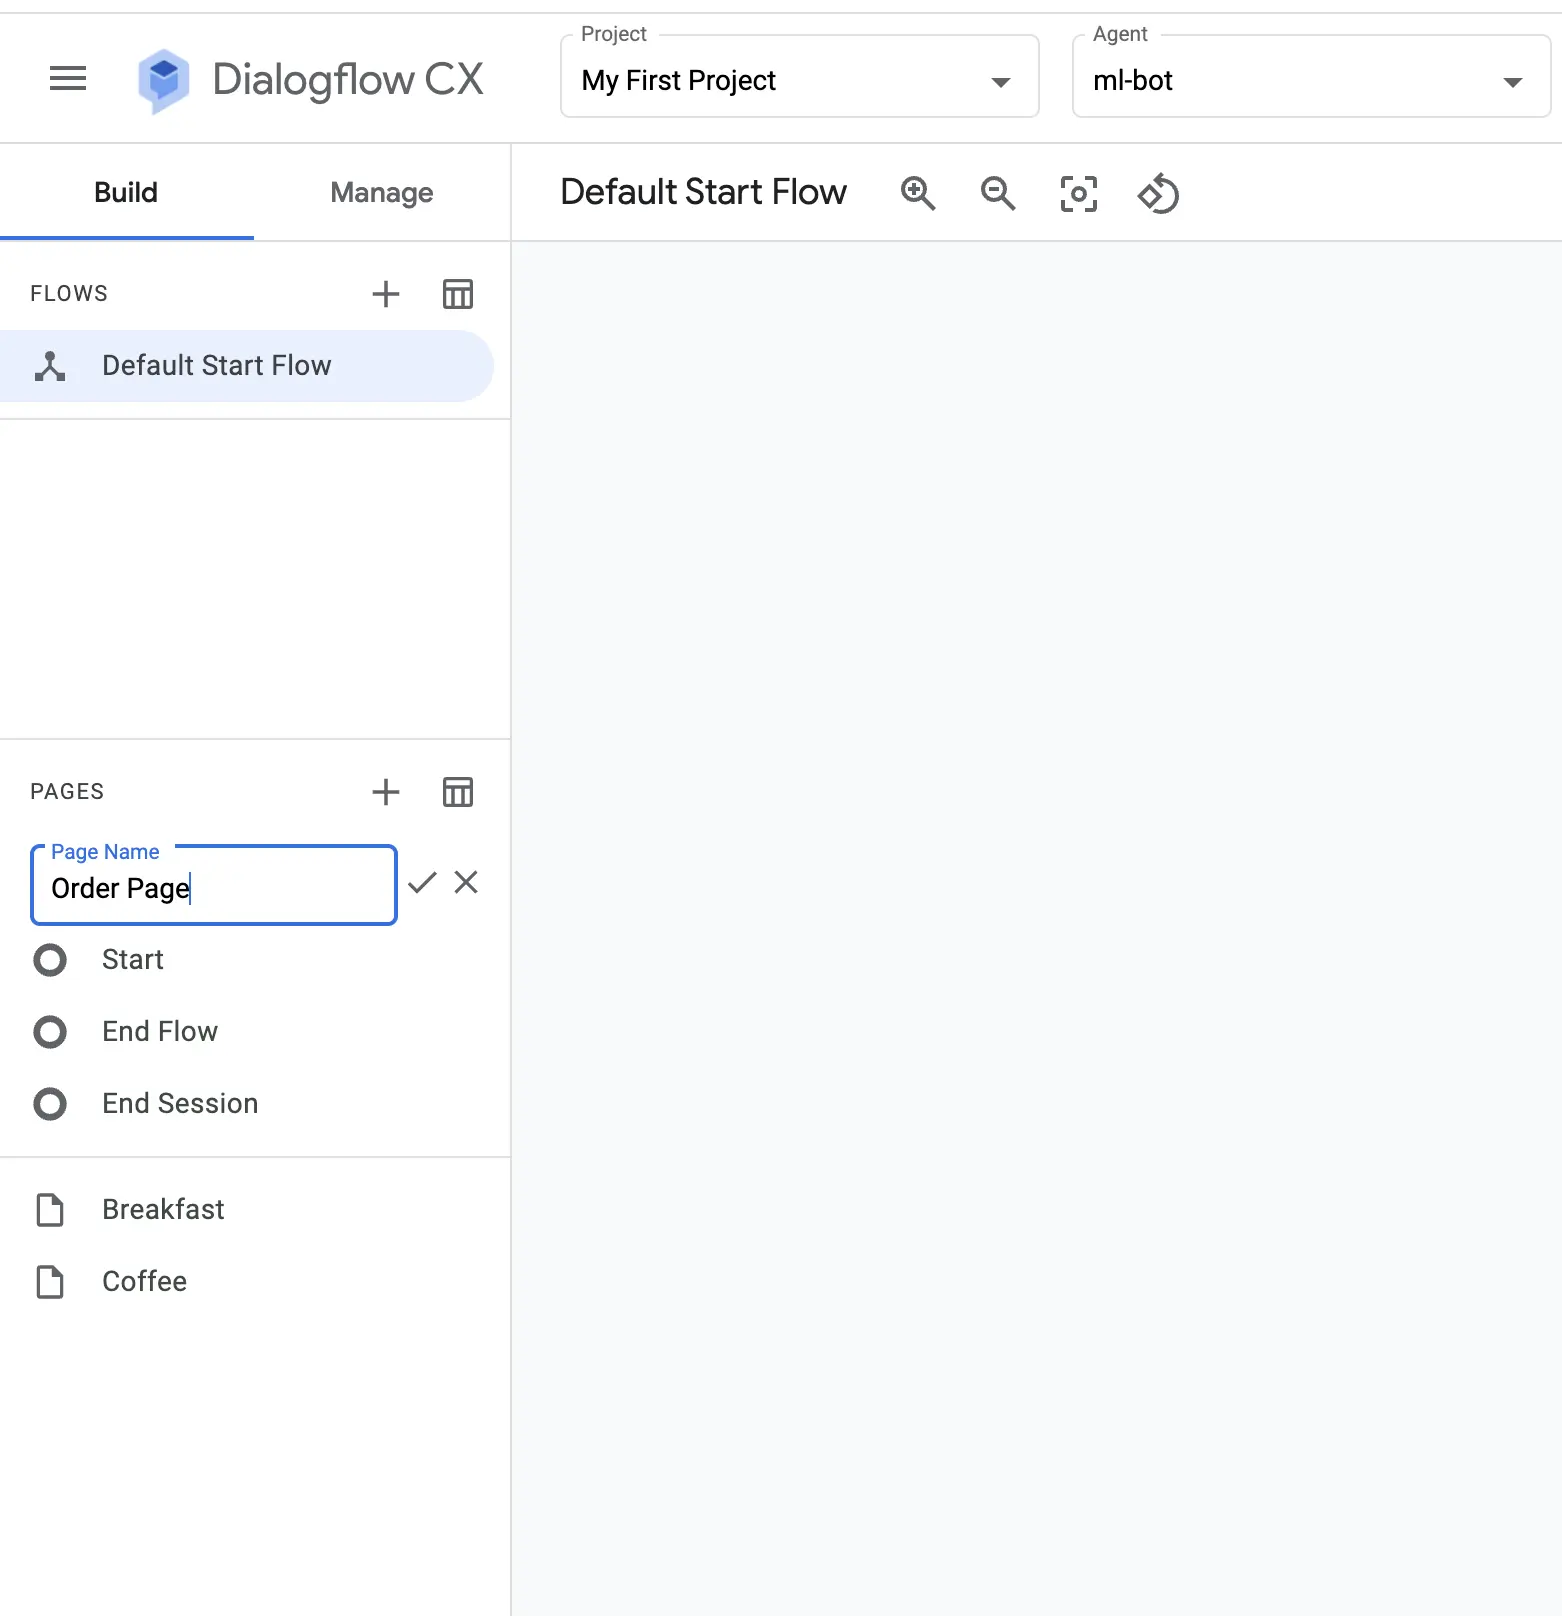 Project
Agent
Dialogflow CX
My First Project
ml-bot
Build
Manage
Default Start Flow
FLOWS
Default Start Flow
PAGES
Page Name
Order Page
Start
End Flow
End Session
Breakfast
Coffee